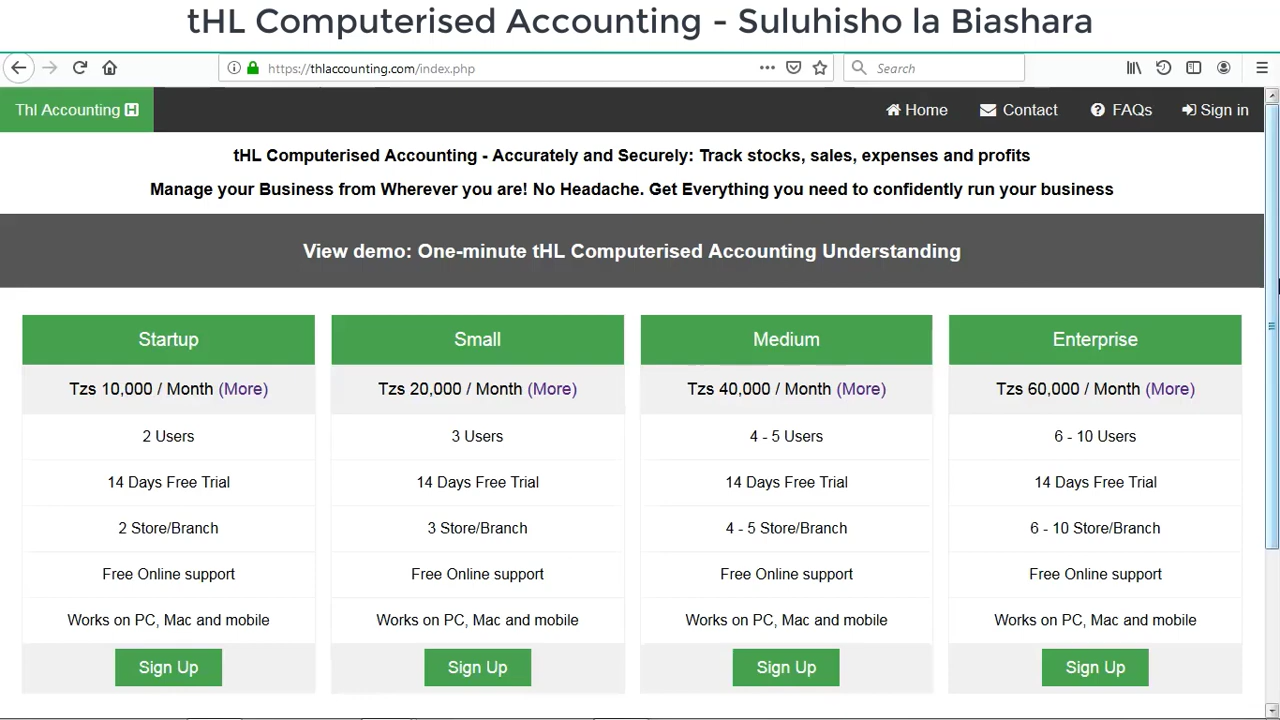 tHL Computerised Accounting - Suluhisho la Biashara
https://thlaccounting.com/index.php
Search
Thl Accounting
Home
Contact
FAQs
Sign in
tHL Computerised Accounting - Accurately and Securely: Track stocks, sales, expenses and profits
Manage your Business from Wherever you are! No Headache. Get Everything you need to confidently run your business
View demo: One-minute tHL Computerised Accounting Understanding
Startup
Tzs 10,000 / Month (More)
2 Users
14 Days Free Trial
2 Store/Branch
Free Online support
Works on PC, Mac and mobile
Sign Up
Small
Tzs 20,000 / Month (More)
3 Users
14 Days Free Trial
3 Store/Branch
Free Online support
Works on PC, Mac and mobile
Sign Up
Medium
Tzs 40,000 / Month (More)
4 - 5 Users
14 Days Free Trial
4 - 5 Store/Branch
Free Online support
Works on PC, Mac and mobile
Sign Up
Enterprise
Tzs 60,000 / Month (More)
6 - 10 Users
14 Days Free Trial
6 - 10 Store/Branch
Free Online support
Works on PC, Mac and mobile
Sign Up